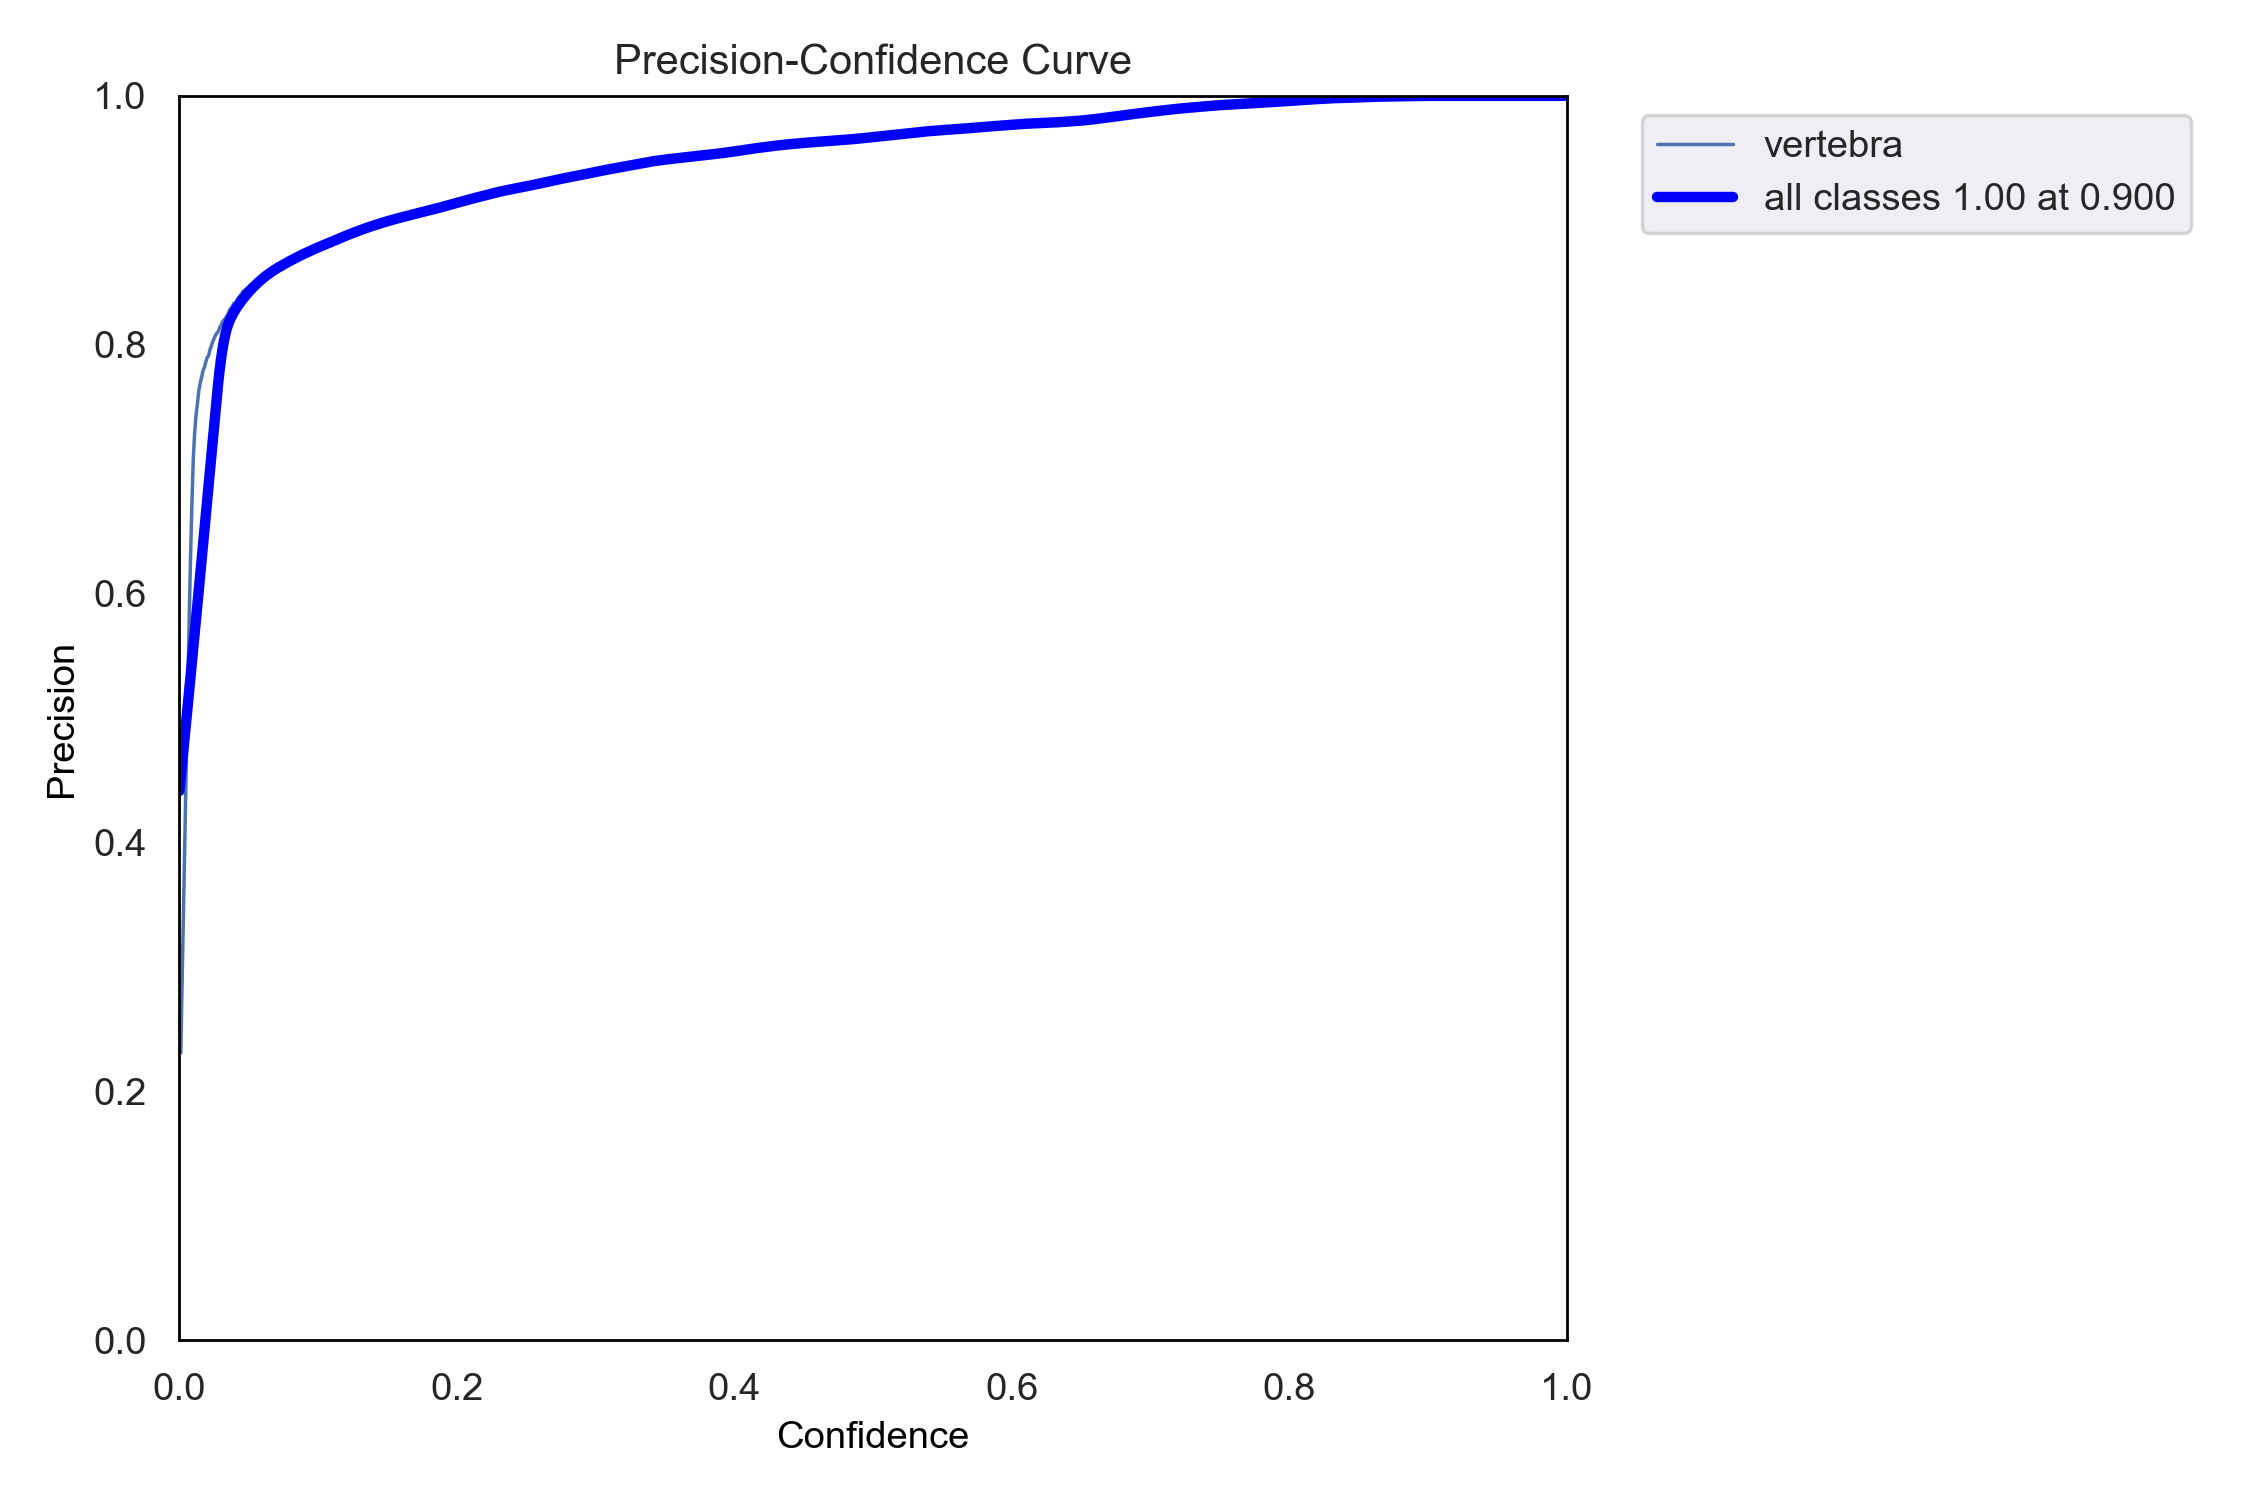 Precision-Confidence Curve
1.0
0.8
0.6
0.4
0.2
0.0
Precision
0.0 0.2 0.4 0.6 0.8 1.0
Confidence
vertebra
all classes 1.00 at 0.900